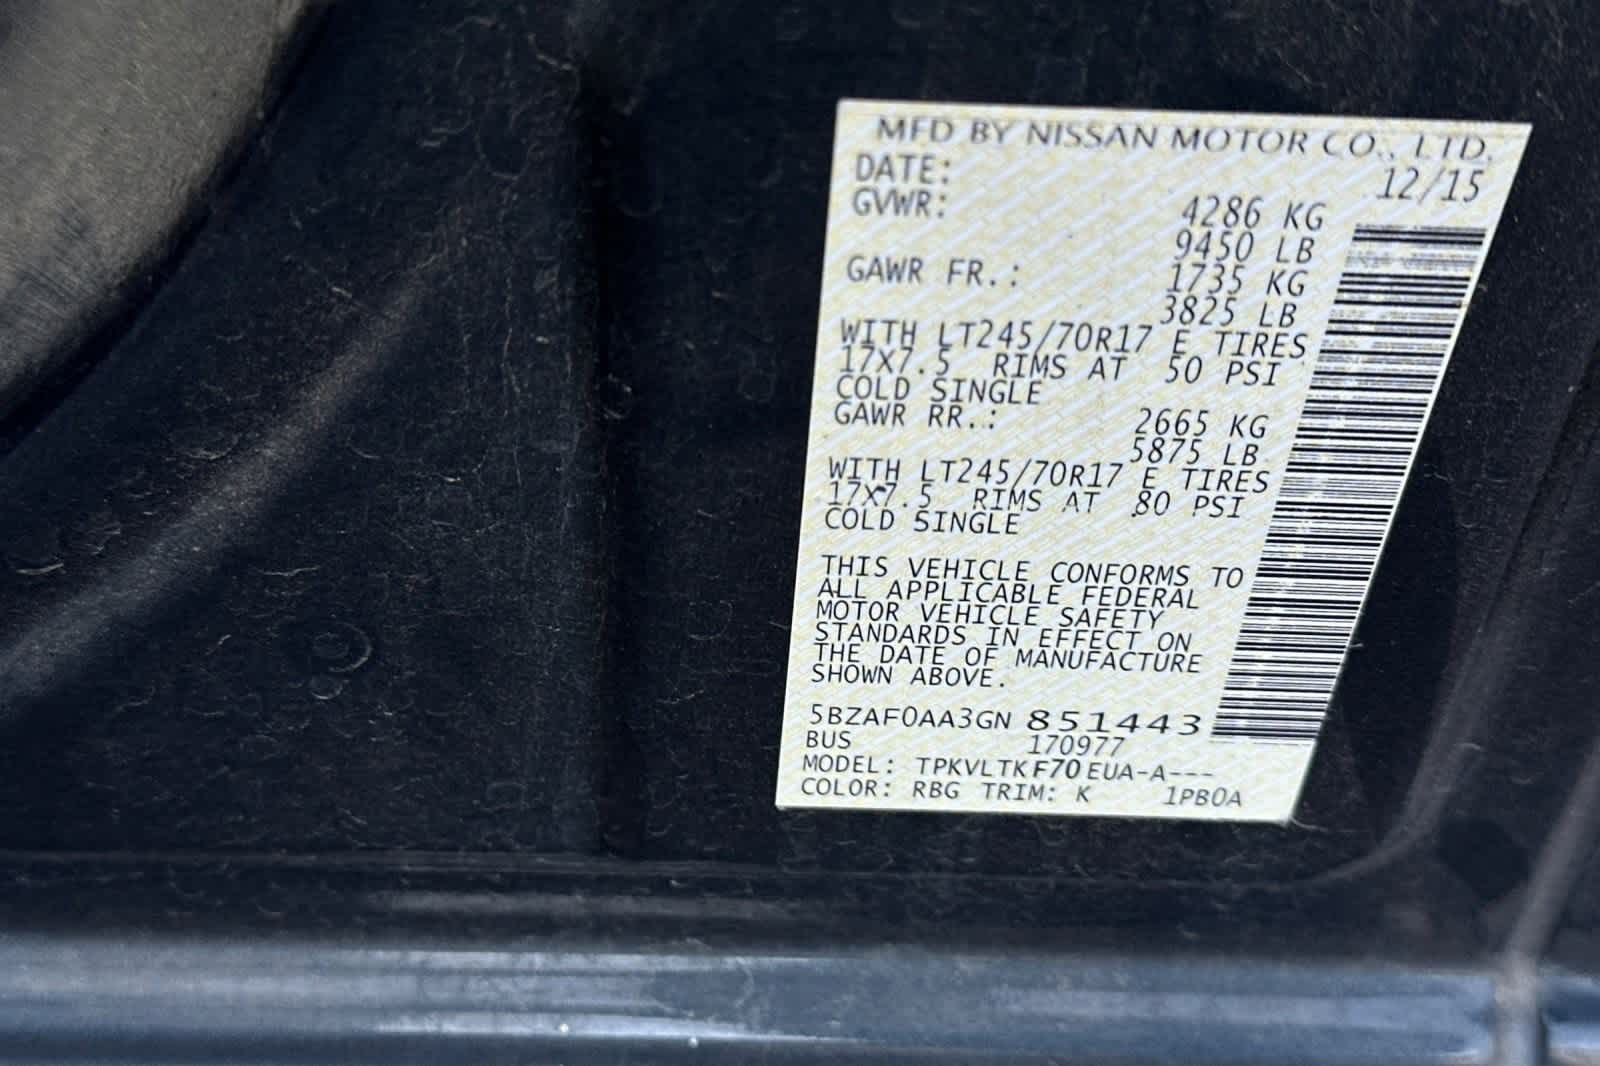 MFD BY NISSAN MOTOR CO., LTD.
DATE: 12/15
GVWR: 4286 KG
9450 LB
GAWR FR.: 1735 KG
3825 LB
WITH LT245/70R17 E TIRES
17X7.5 RIMS AT 50 PSI
COLD SINGLE
GAWR RR.: 2665 KG
5875 LB
WITH LT245/70R17 E TIRES
17X7.5 RIMS AT 80 PSI
COLD SINGLE
THIS VEHICLE CONFORMS TO
ALL APPLICABLE FEDERAL
MOTOR VEHICLE SAFETY
STANDARDS IN EFFECT ON
THE DATE OF MANUFACTURE
SHOWN ABOVE.
5BZAF0AA3GN 851443
BUS 170977
MODEL: TPKVLTKF70EUA-A---
COLOR: RBG TRIM: K 1PB0A